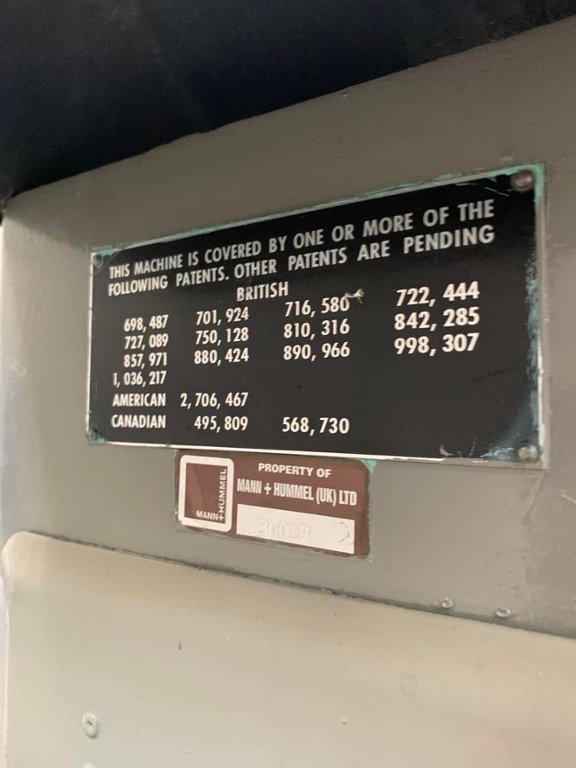 THIS MACHINE IS COVERED BY ONE OR MORE OF THE
FOLLOWING PATENTS. OTHER PATENTS ARE PENDING
BRITISH
698, 487 701, 924 716, 580 722, 444
727, 089 750, 128 810, 316 842, 285
857, 971 880, 424 890, 966 998, 307
1, 036, 217
AMERICAN 2, 706, 467
CANADIAN 495, 809 568, 730
PROPERTY OF
MANN + HUMMEL (UK) LTD
MANN+HUMMEL
30019